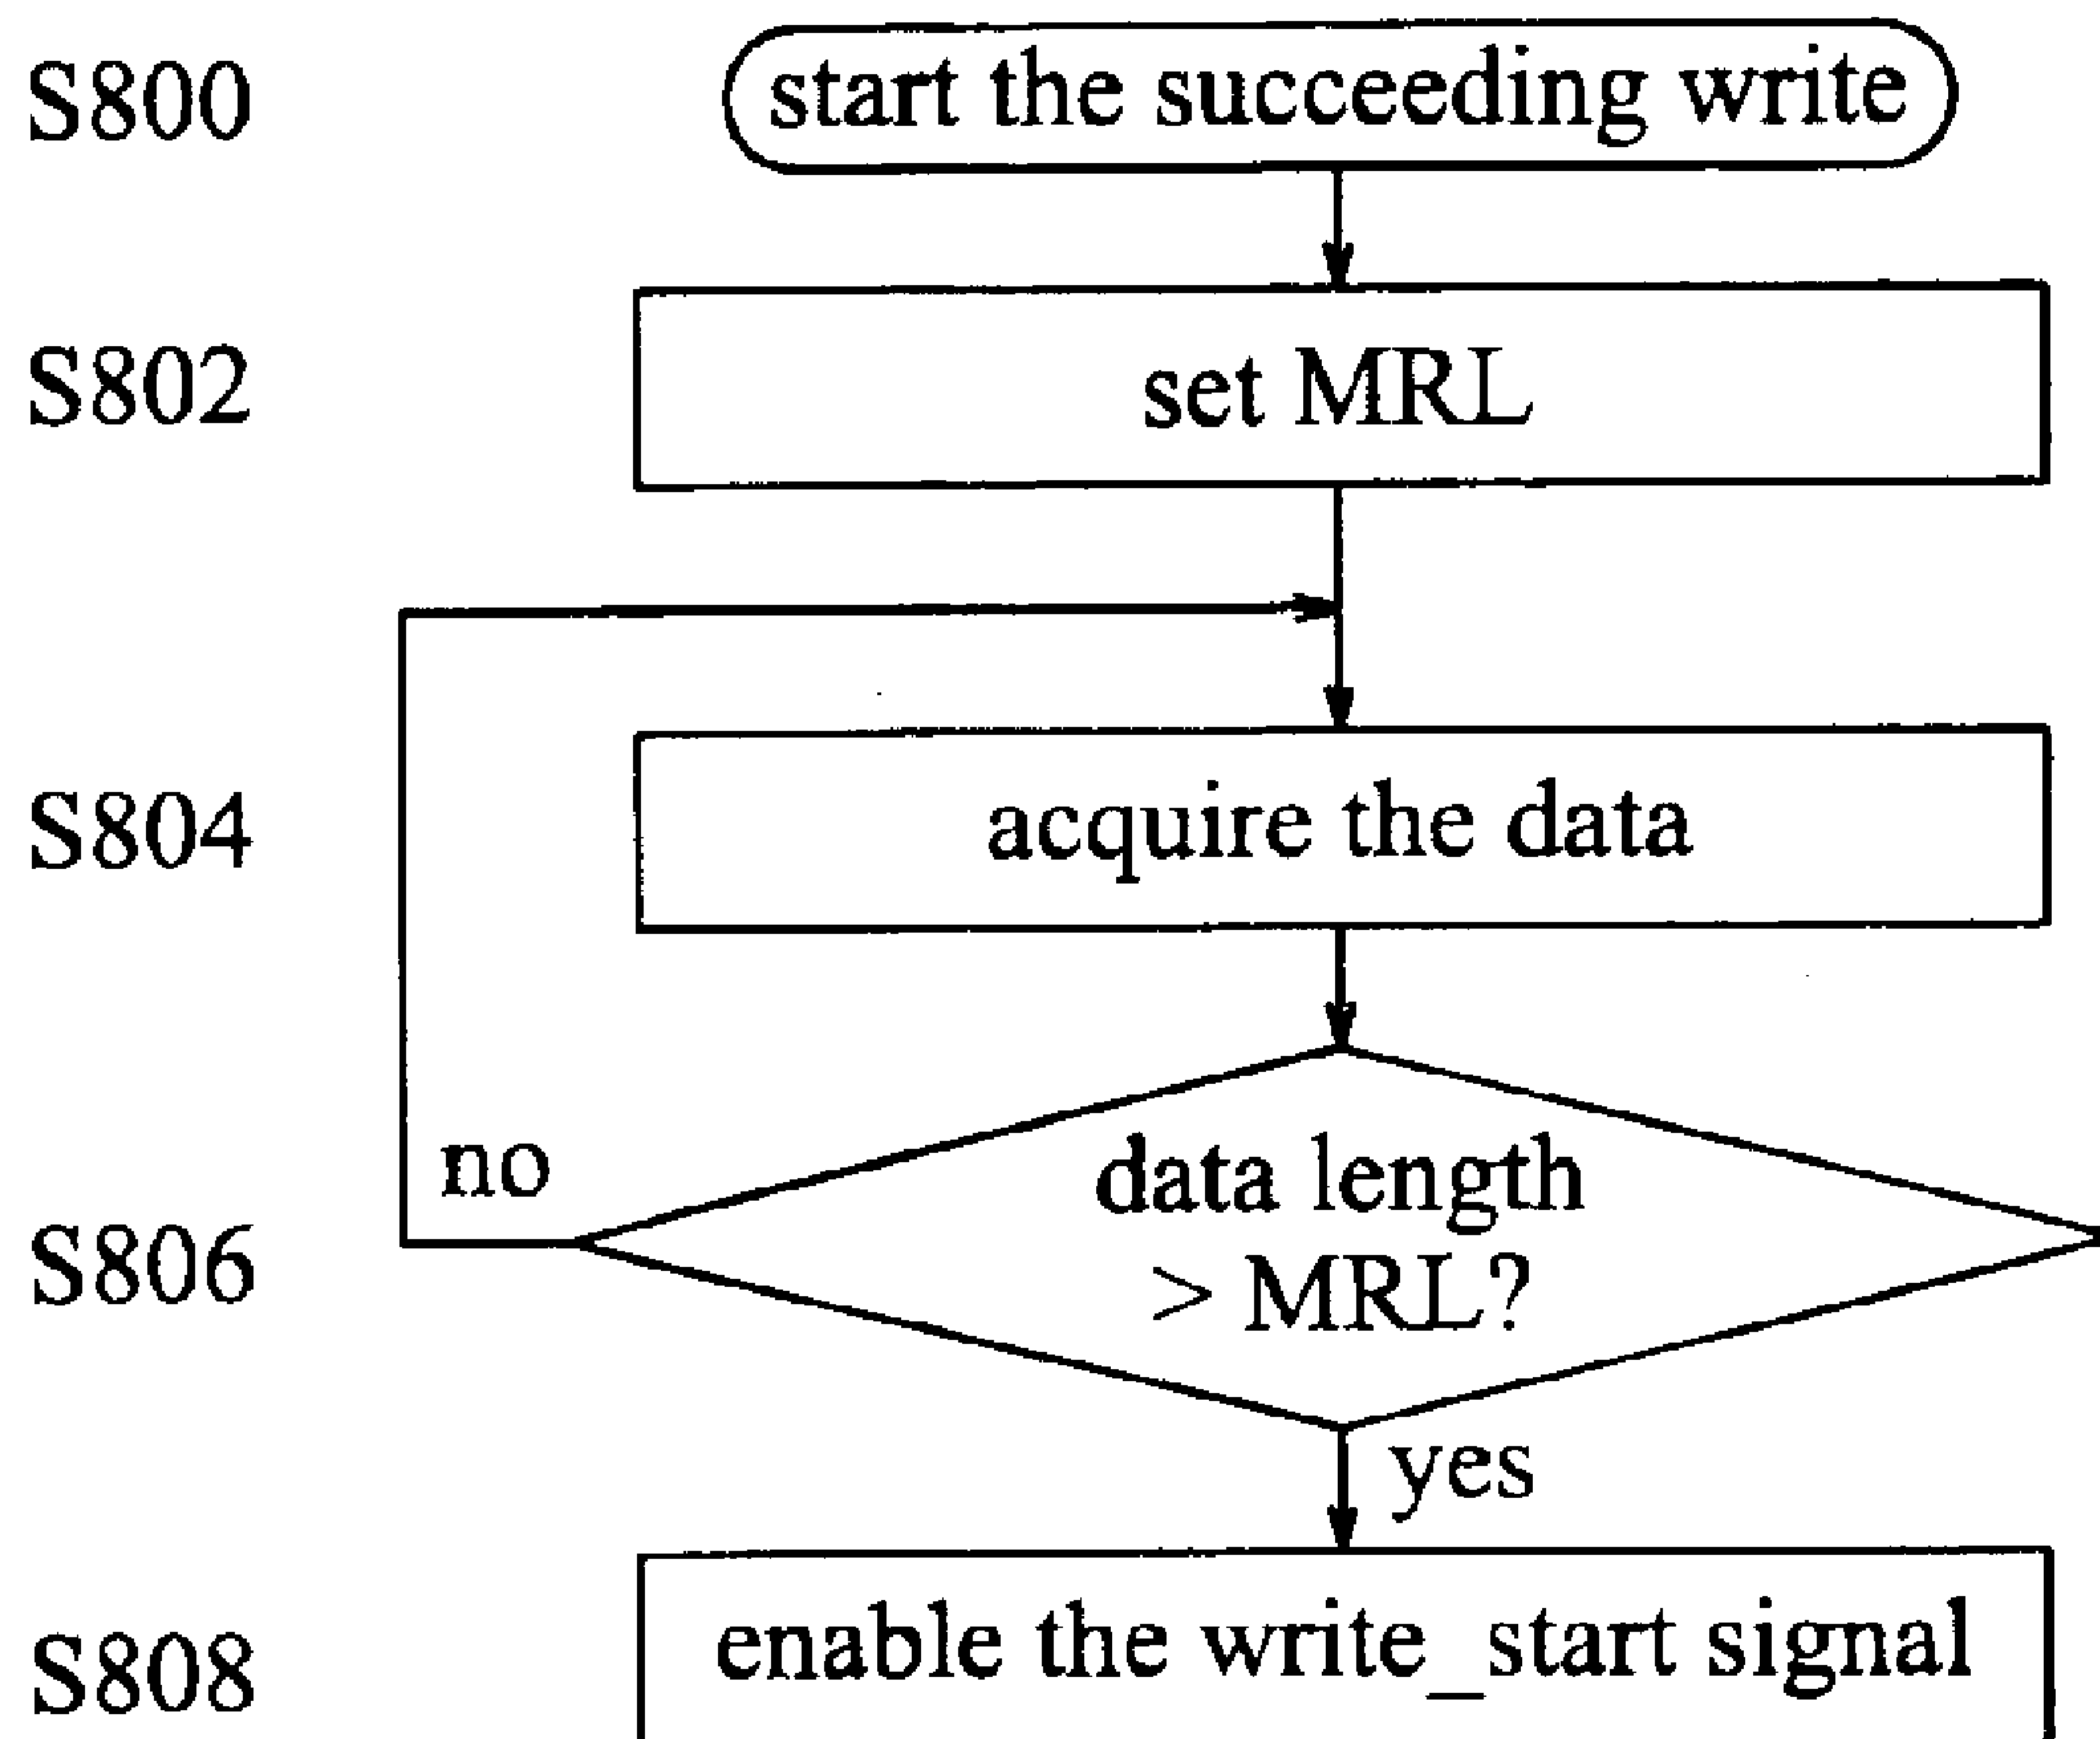 S800
start the succeeding write
S802
set MRL
S804
acquire the data
no
data length
S806
> MRL?
yes
S808
enable the write_start signal